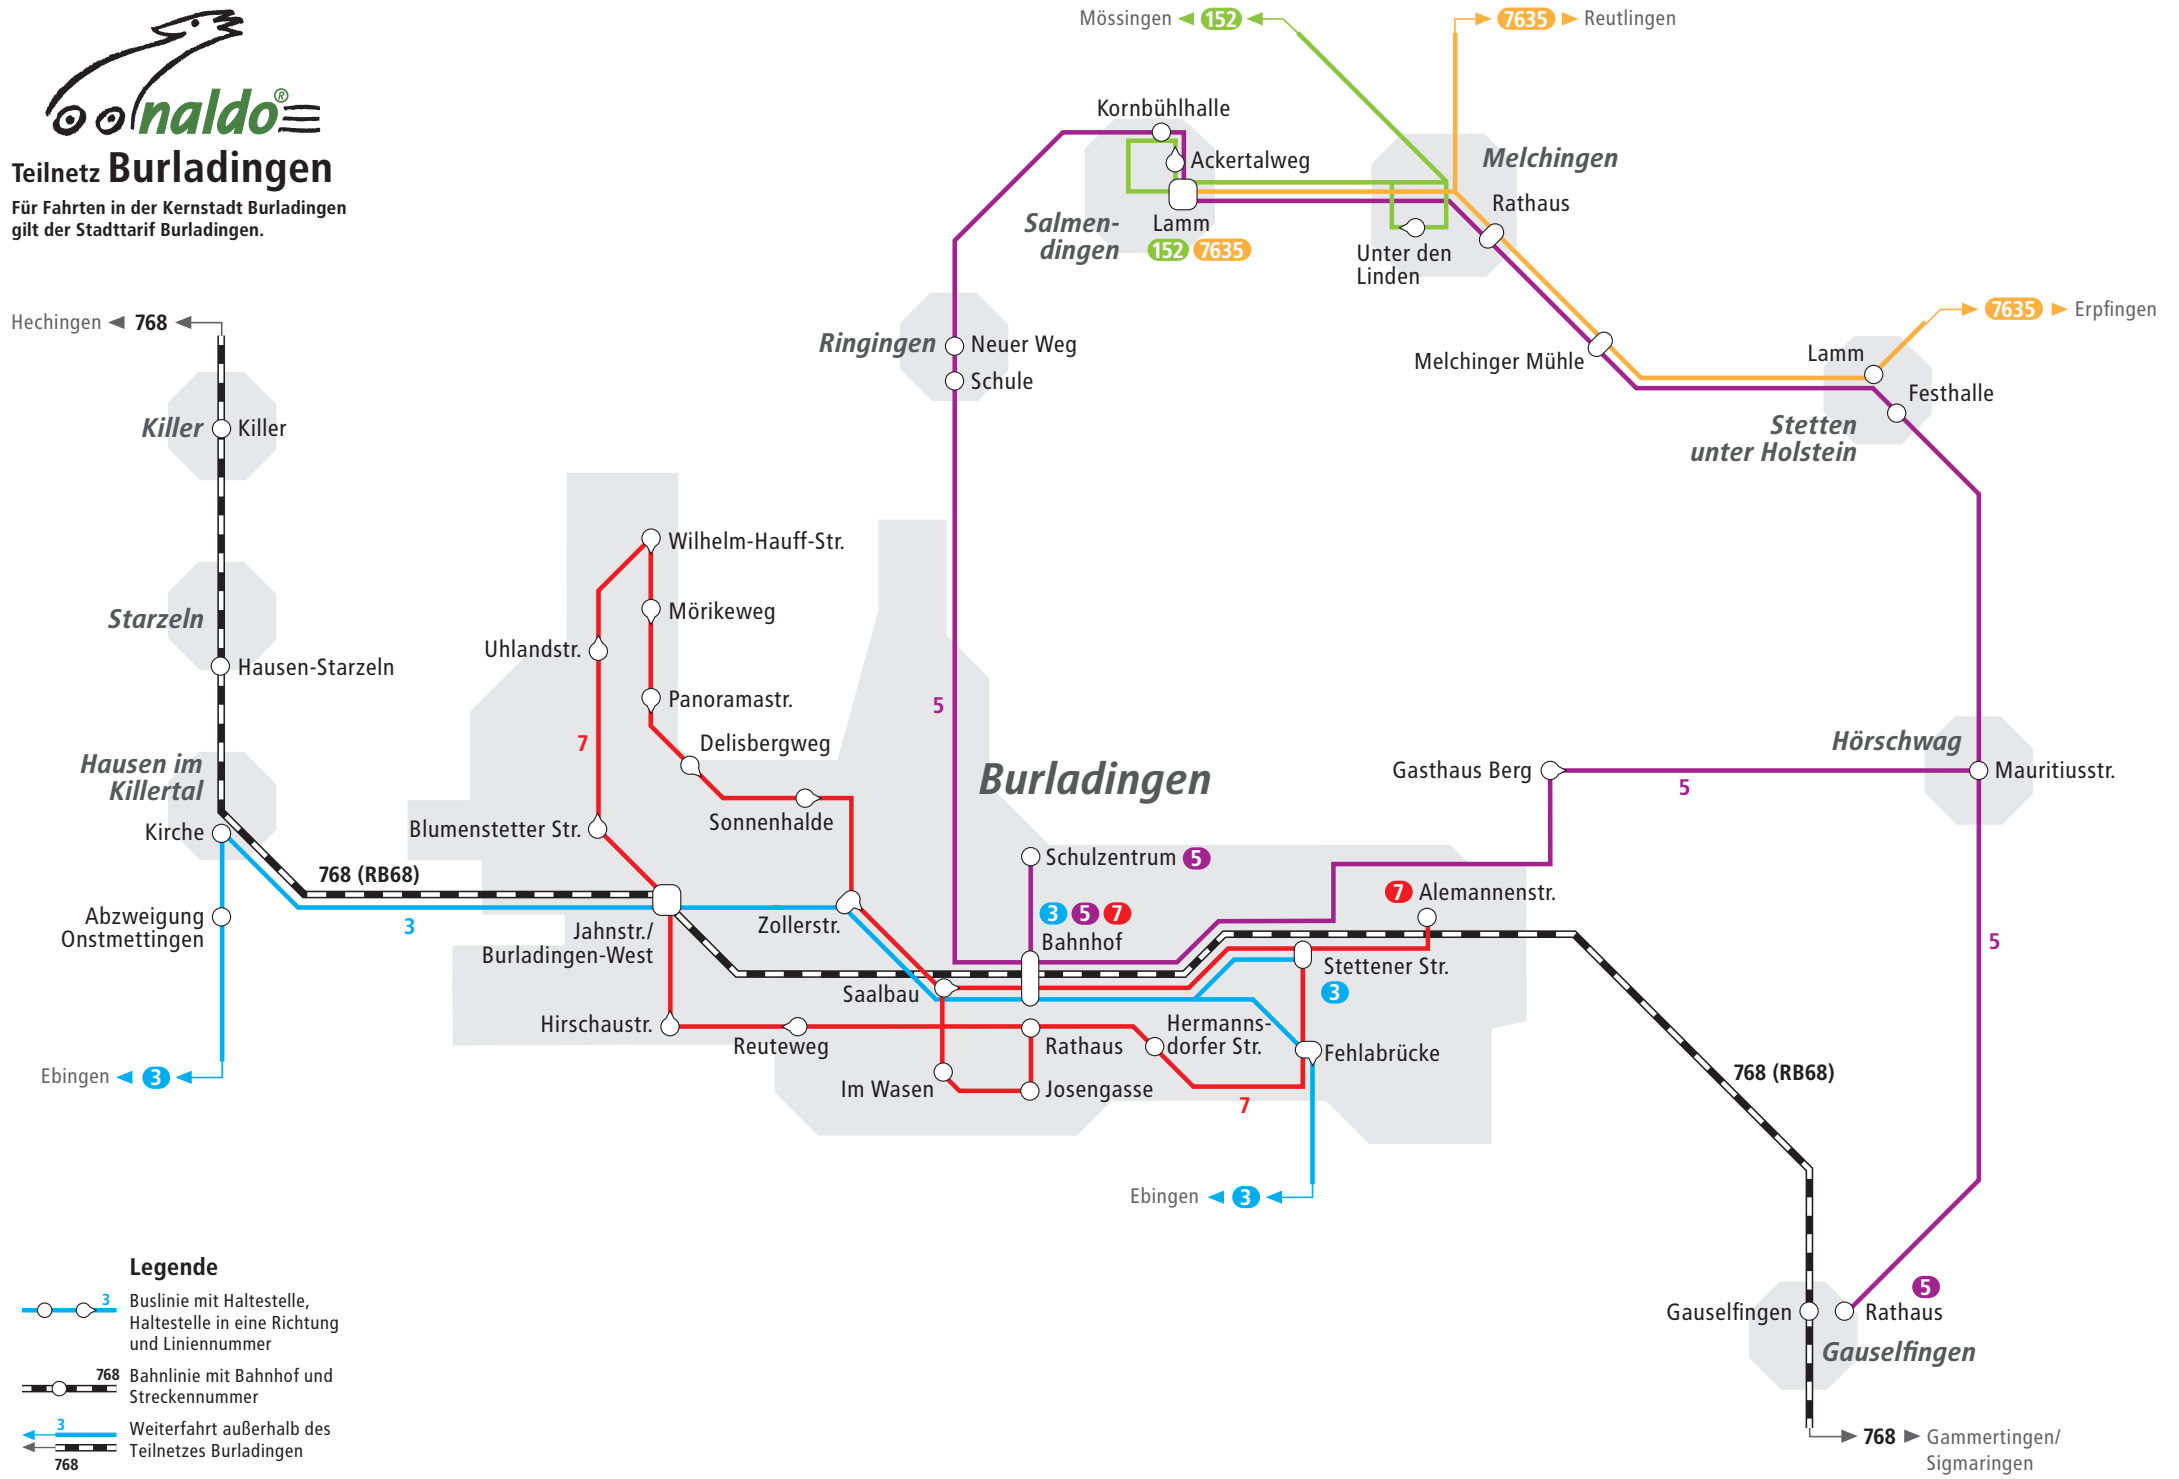 naldo®
Teilnetz Burladingen
Für Fahrten in der Kernstadt Burladingen
gilt der Stadttarif Burladingen.
Mössingen 152
7635 Reutlingen
Kornbühlhalle
Ackertalweg
Melchingen
Rathaus
Salmen-
dingen
Lamm
152 7635
Unter den
Linden
Hechingen 768
7635 Erpfingen
Ringingen
Neuer Weg
Schule
Melchinger Mühle
Lamm
Festhalle
Stetten
unter Holstein
Killer
Killer
Wilhelm-Hauff-Str.
Mörikeweg
Starzeln
Uhlandstr.
Hausen-Starzeln
Panoramastr.
5
7
Delisbergweg
Hausen im
Killertal
Burladingen
Hörschwag
Gasthaus Berg
5
Mauritiusstr.
Kirche
Blumenstetter Str.
Sonnenhalde
Schulzentrum 5
768 (RB68)
7 Alemannenstr.
Abzweigung
Onstmettingen
3
Jahnstr./
Burladingen-West
Zollerstr.
3 5 7
Bahnhof
5
Saalbau
Stettener Str.
3
Hirschaustr.
Reuteweg
Rathaus
Hermanns-
dorfer Str.
Fehlabrücke
Ebingen 3
Im Wasen
Josengasse
7
768 (RB68)
Ebingen 3
5
Gauselfingen
Rathaus
Gauselfingen
768 Gammertingen/
Sigmaringen
Legende
3
Buslinie mit Haltestelle,
Haltestelle in eine Richtung
und Liniennummer
768
Bahnlinie mit Bahnhof und
Streckennummer
3
Weiterfahrt außerhalb des
Teilnetzes Burladingen
768